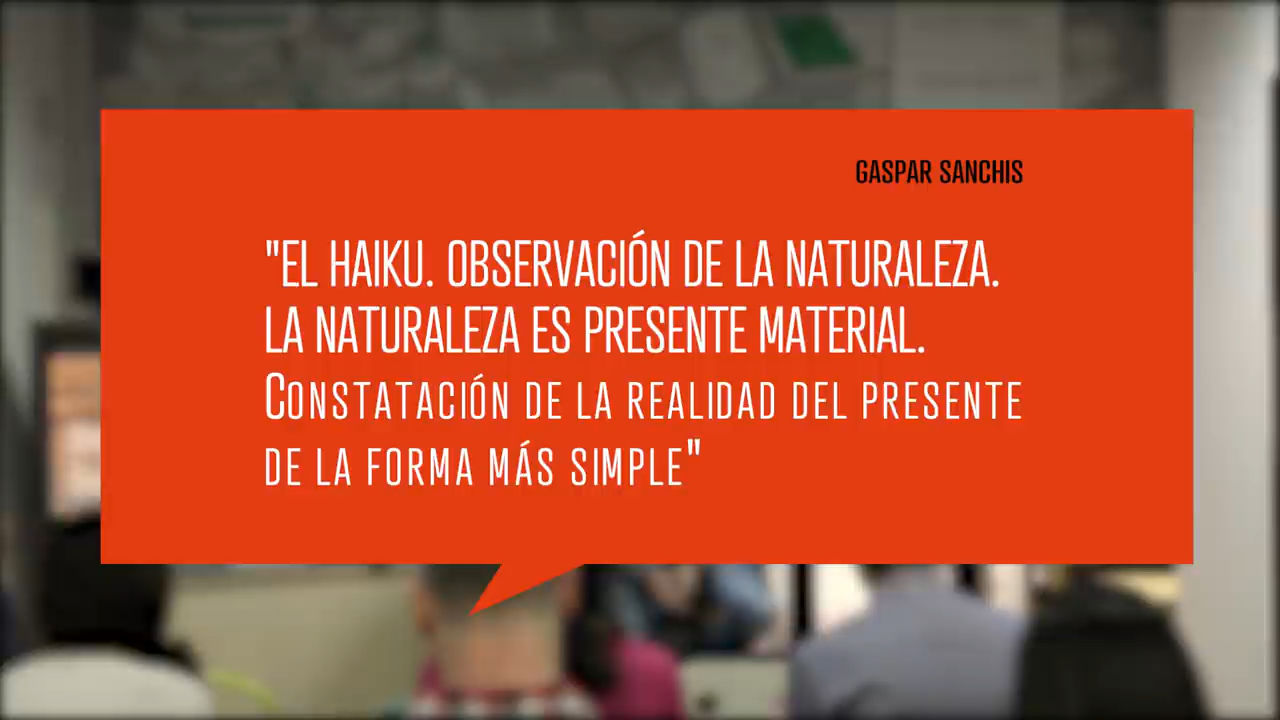 GASPAR SANCHIS
"EL HAIKU. OBSERVACIÓN DE LA NATURALEZA.
LA NATURALEZA ES PRESENTE MATERIAL.
CONSTATACIÓN DE LA REALIDAD DEL PRESENTE
DE LA FORMA MÁS SIMPLE"